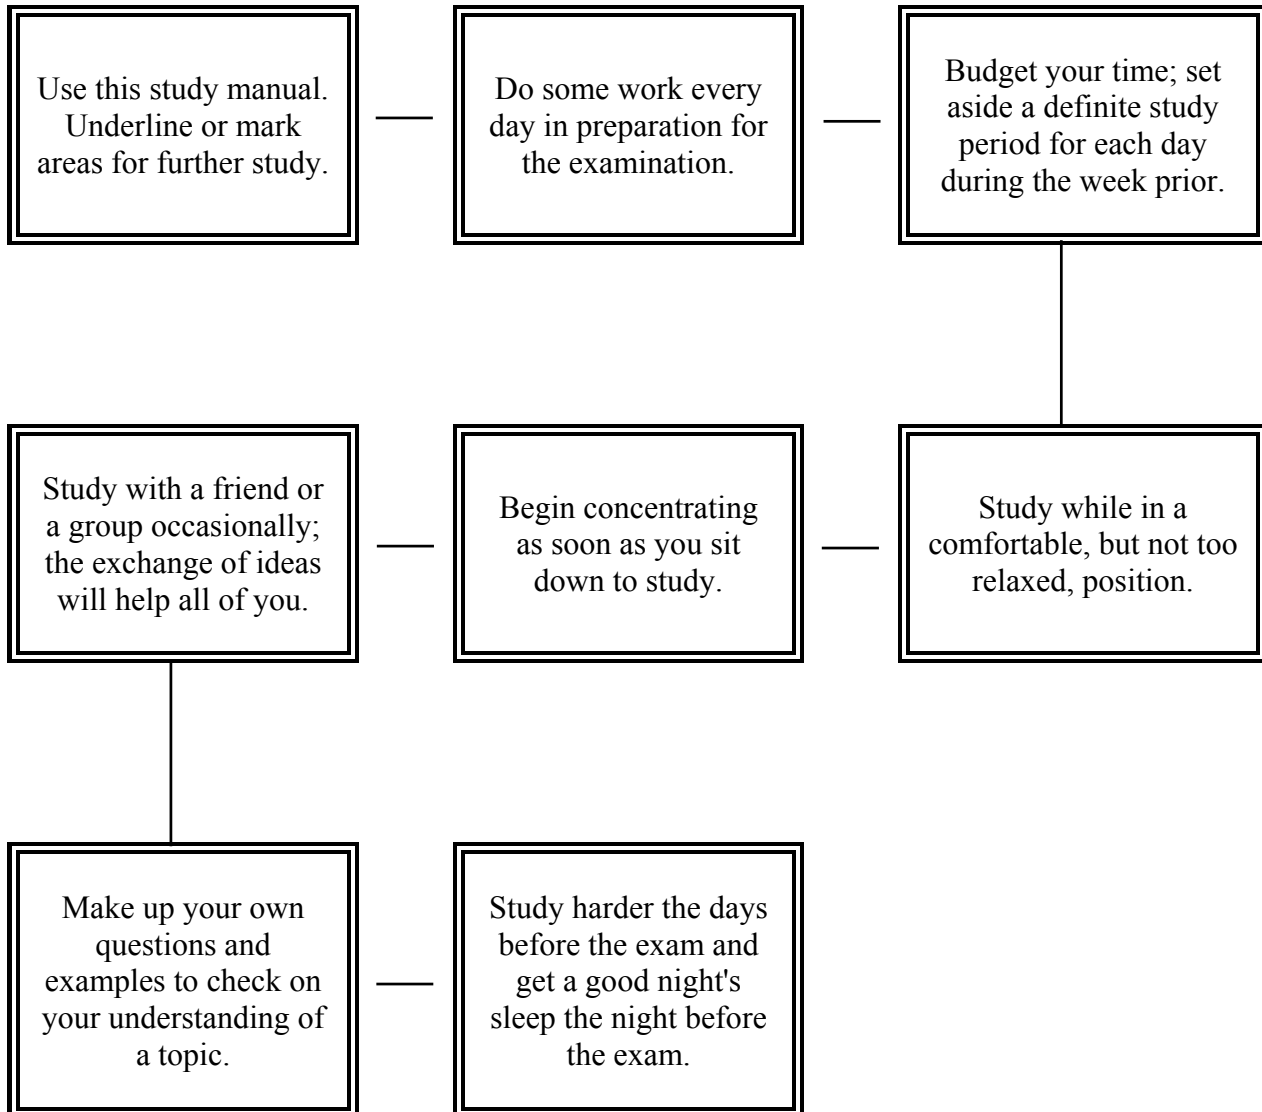 Use this study manual.
Underline or mark
areas for further study.
Do some work every
day in preparation for
the examination.
Budget your time; set
aside a definite study
period for each day
during the week prior.
Study while in a
comfortable, but not too
relaxed, position.
Begin concentrating
as soon as you sit
down to study.
Study with a friend or
a group occasionally;
the exchange of ideas
will help all of you.
Make up your own
questions and
examples to check on
your understanding of
a topic.
Study harder the days
before the exam and
get a good night's
sleep the night before
the exam.